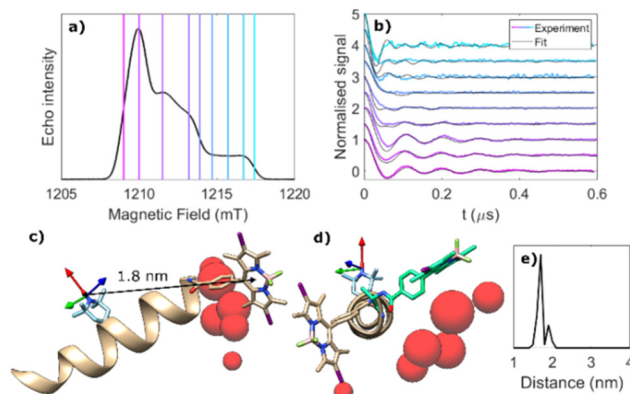 a)
Echo intensity
1205
1210
1215
1220
Magnetic Field (mT)
b)
Normalised signal
5
4
3
2
1
0
Experiment
Fit
0
0.2
0.4
0.6
t (μs)
c)
1.8 nm
d)
e)
1
2
3
4
Distance (nm)